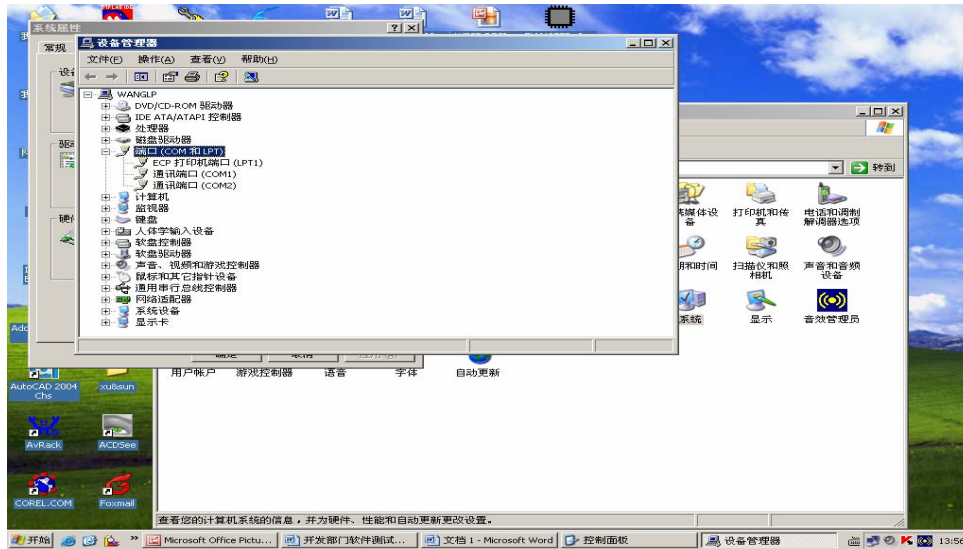 系统属性
常规
设备管理器
文件(F) 操作(A) 查看(V) 帮助(H)
WANGLP
DVD/CD-ROM 驱动器
IDE ATA/ATAPI 控制器
处理器
磁盘驱动器
端口 (COM 和 LPT)
ECP 打印机端口 (LPT1)
通讯端口 (COM1)
通讯端口 (COM2)
计算机
监视器
键盘
人体学输入设备
软盘控制器
软盘驱动器
声音、视频和游戏控制器
鼠标和其它指针设备
通用串行总线控制器
网络适配器
系统设备
显示卡
转到
打印机和传真
电话和调制解调器选项
扫描仪和照相机
声音和音频设备
系统
显示
音效管理员
用户帐户
游戏控制器
语音
字体
自动更新
AutoCAD 2004 Chs
xu&sun
AvRack
ACDSee
COREL.COM
Foxmail
查看您的计算机系统的信息，并为硬件、性能和自动更新更改设置。
开始
Microsoft Office Pictu...
开发部门软件测试...
文档 1 - Microsoft Word
控制面板
设备管理器
13:56